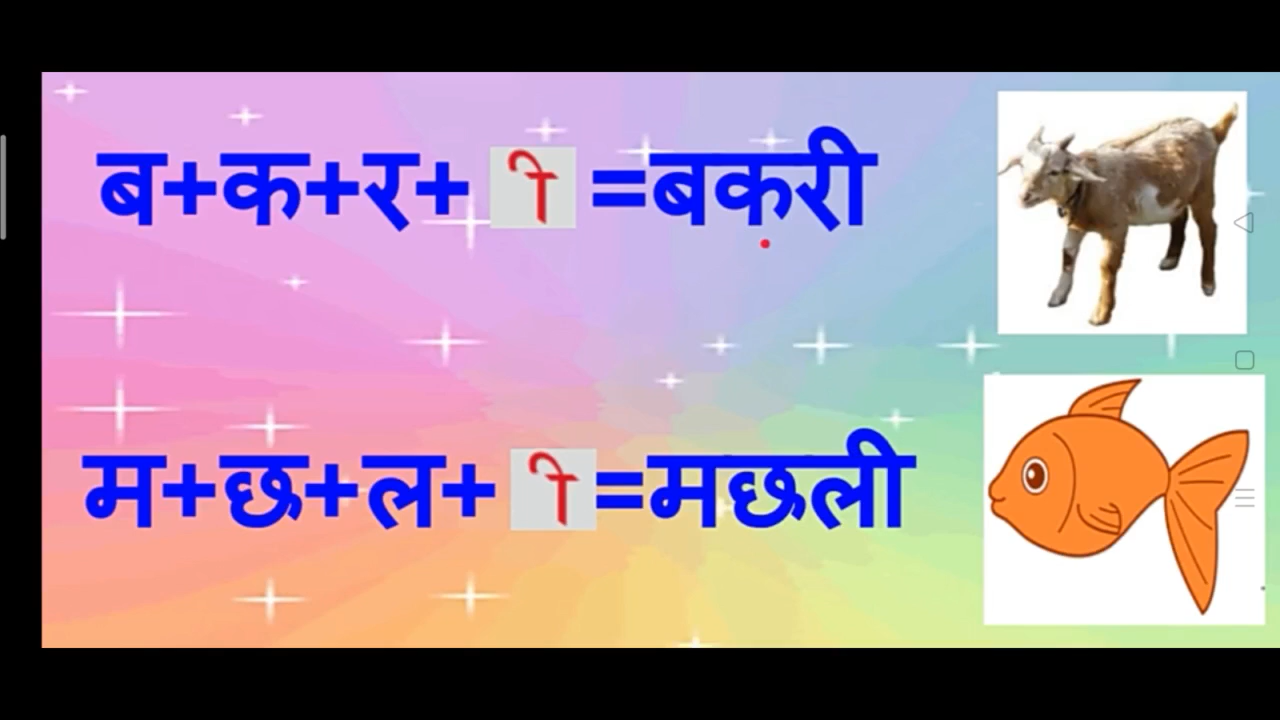 ब+क+र+ ी =बकरी
म+छ+ल+ ी =मछली